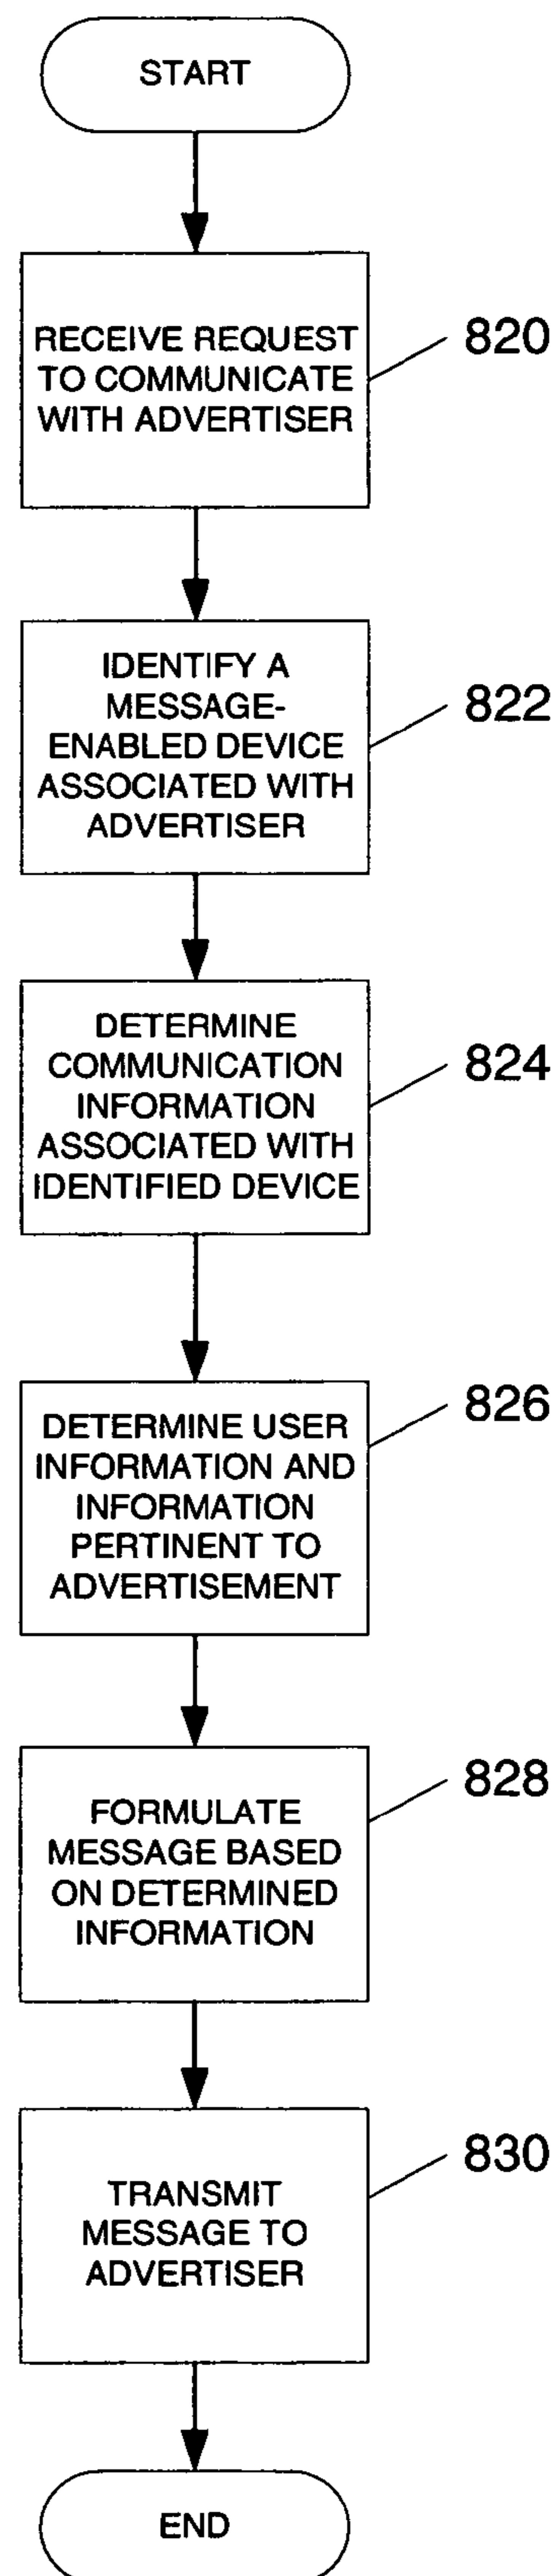 START
RECEIVE REQUEST
TO COMMUNICATE
WITH ADVERTISER
820
IDENTIFY A
MESSAGE-
ENABLED DEVICE
ASSOCIATED WITH
ADVERTISER
822
DETERMINE
COMMUNICATION
INFORMATION
ASSOCIATED WITH
IDENTIFIED DEVICE
824
DETERMINE USER
INFORMATION AND
INFORMATION
PERTINENT TO
ADVERTISEMENT
826
FORMULATE
MESSAGE BASED
ON DETERMINED
INFORMATION
828
TRANSMIT
MESSAGE TO
ADVERTISER
830
END